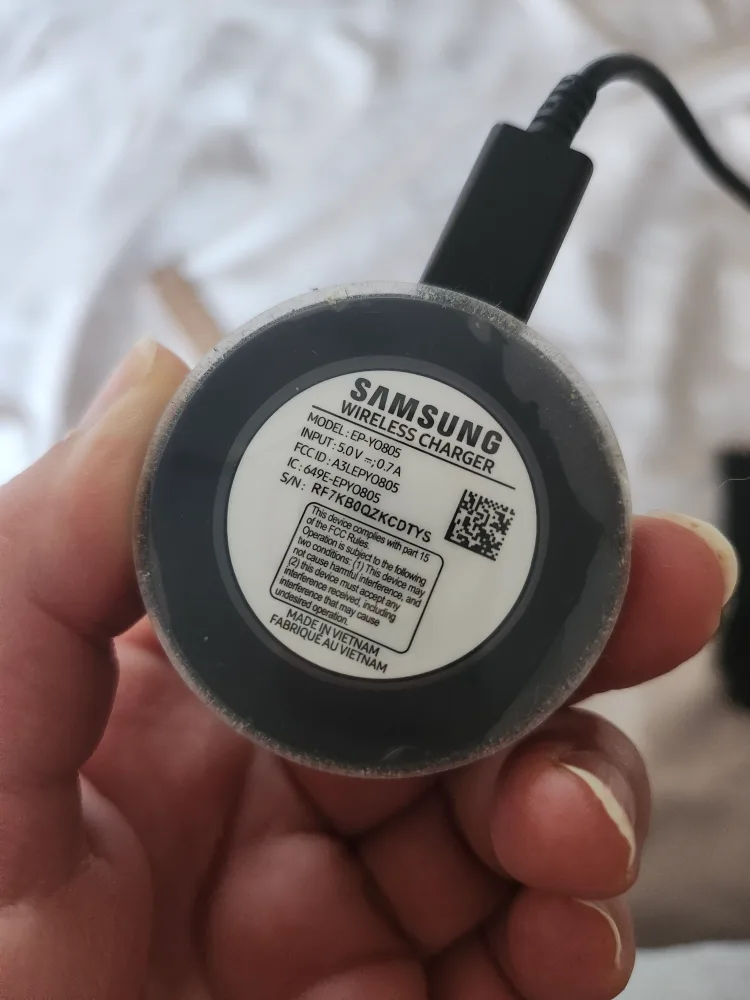 SAMSUNG
WIRELESS CHARGER
MODEL : EP-YO805
INPUT : 5.0 V ⎓; 0.7 A
FCC ID : A3LEPYO805
IC : 649E-EPYO805
S/N : RF7KB0QZKCDTYS
This device complies with part 15
of the FCC Rules.
Operation is subject to the following
two conditions: (1) This device may
not cause harmful interference, and
(2) this device must accept any
interference received, including
interference that may cause
undesired operation.
MADE IN VIETNAM
FABRIQUÉ AU VIETNAM